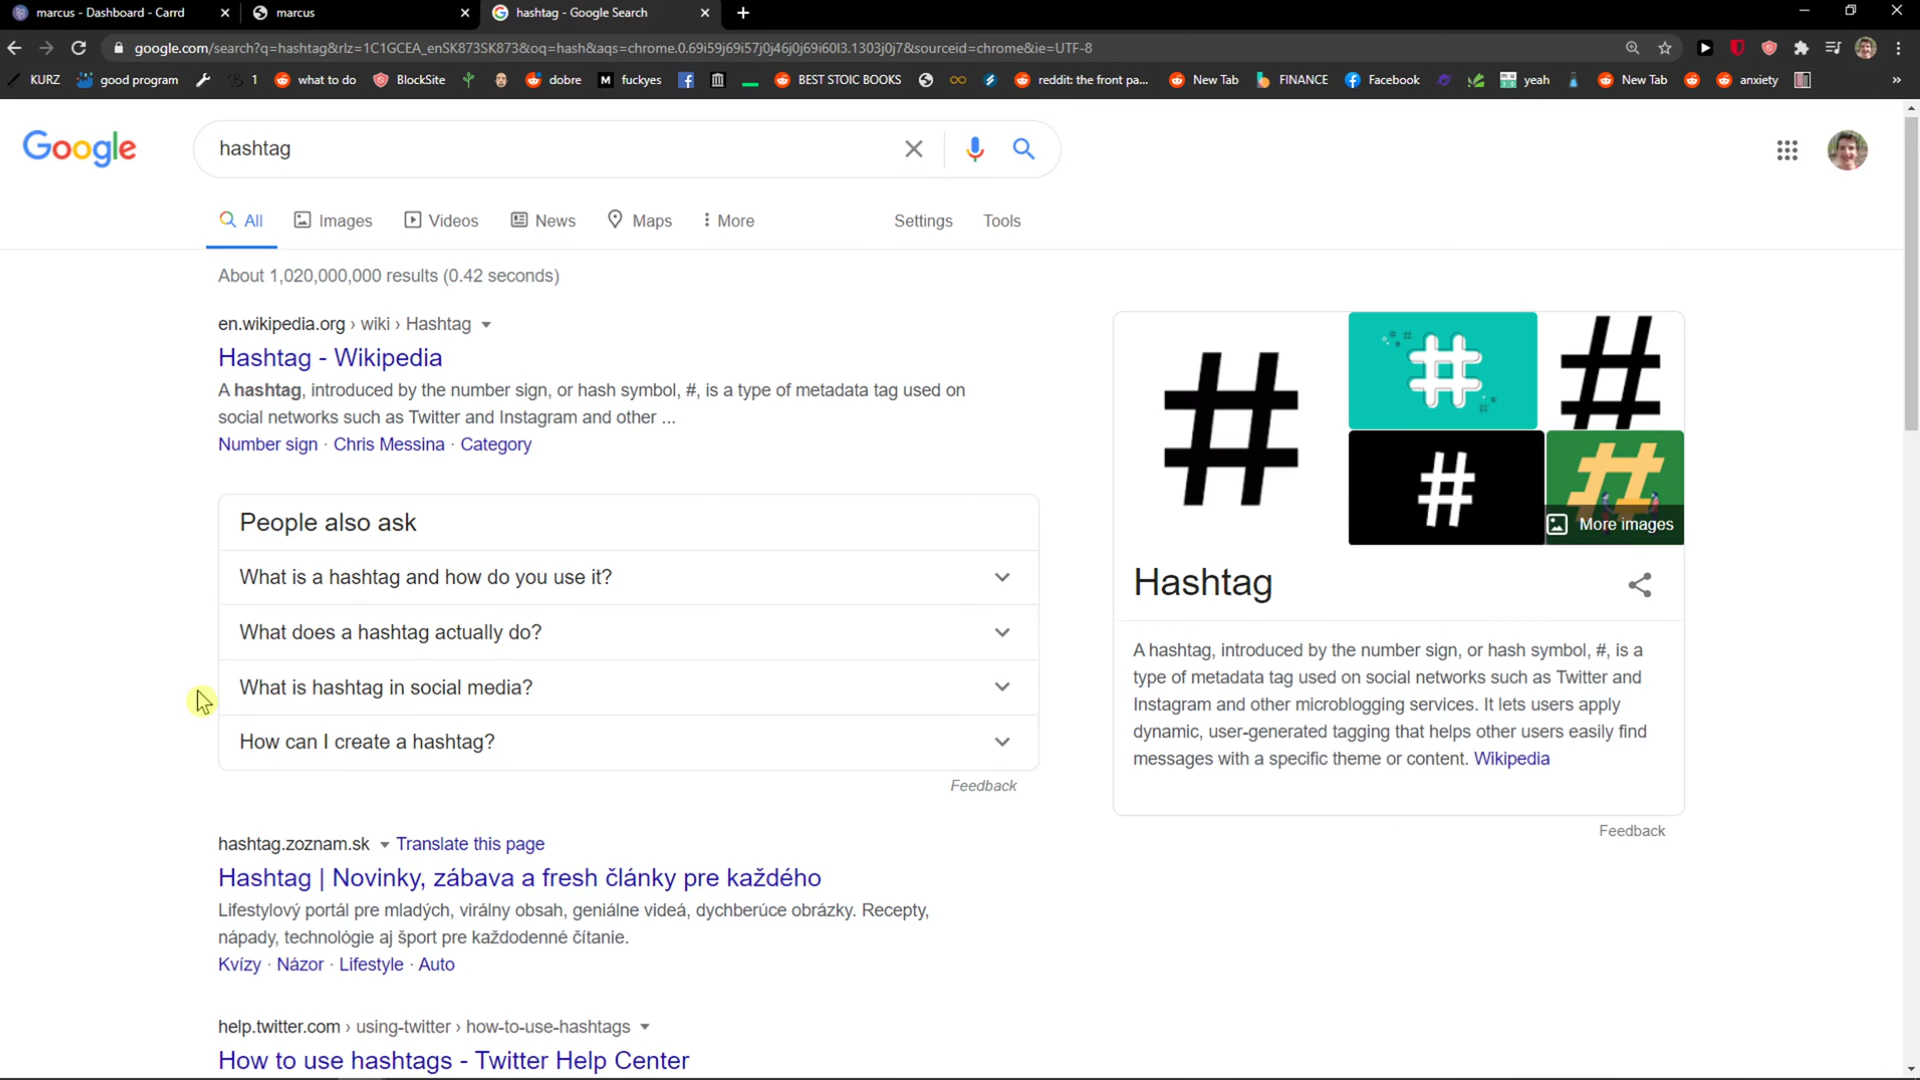 marcus - Dashboard - Carrd
marcus
hashtag - Google Search
google.com/search?q=hashtag&rlz=1C1GCEA_enSK873SK873&oq=hash&aqs=chrome.0.69i59j69i57j0j46j0j69i60l3.1303j0j7&sourceid=chrome&ie=UTF-8
KURZ
good program
1
what to do
BlockSite
dobre
fuckyes
BEST STOIC BOOKS
reddit: the front pa...
New Tab
FINANCE
Facebook
yeah
New Tab
anxiety
Google
hashtag
All
Images
Videos
News
Maps
More
Settings
Tools
About 1,020,000,000 results (0.42 seconds)
en.wikipedia.org › wiki › Hashtag
Hashtag - Wikipedia
A hashtag, introduced by the number sign, or hash symbol, #, is a type of metadata tag used on
social networks such as Twitter and Instagram and other ...
Number sign · Chris Messina · Category
People also ask
What is a hashtag and how do you use it?
What does a hashtag actually do?
What is hashtag in social media?
How can I create a hashtag?
Feedback
hashtag.zoznam.sk Translate this page
Hashtag | Novinky, zábava a fresh články pre každého
Lifestylový portál pre mladých, virálny obsah, geniálne videá, dychberúce obrázky. Recepty,
nápady, technológie aj šport pre každodenné čítanie.
Kvízy · Názor · Lifestyle · Auto
help.twitter.com › using-twitter › how-to-use-hashtags
How to use hashtags - Twitter Help Center
# # #
# #
More images
Hashtag
A hashtag, introduced by the number sign, or hash symbol, #, is a
type of metadata tag used on social networks such as Twitter and
Instagram and other microblogging services. It lets users apply
dynamic, user-generated tagging that helps other users easily find
messages with a specific theme or content. Wikipedia
Feedback